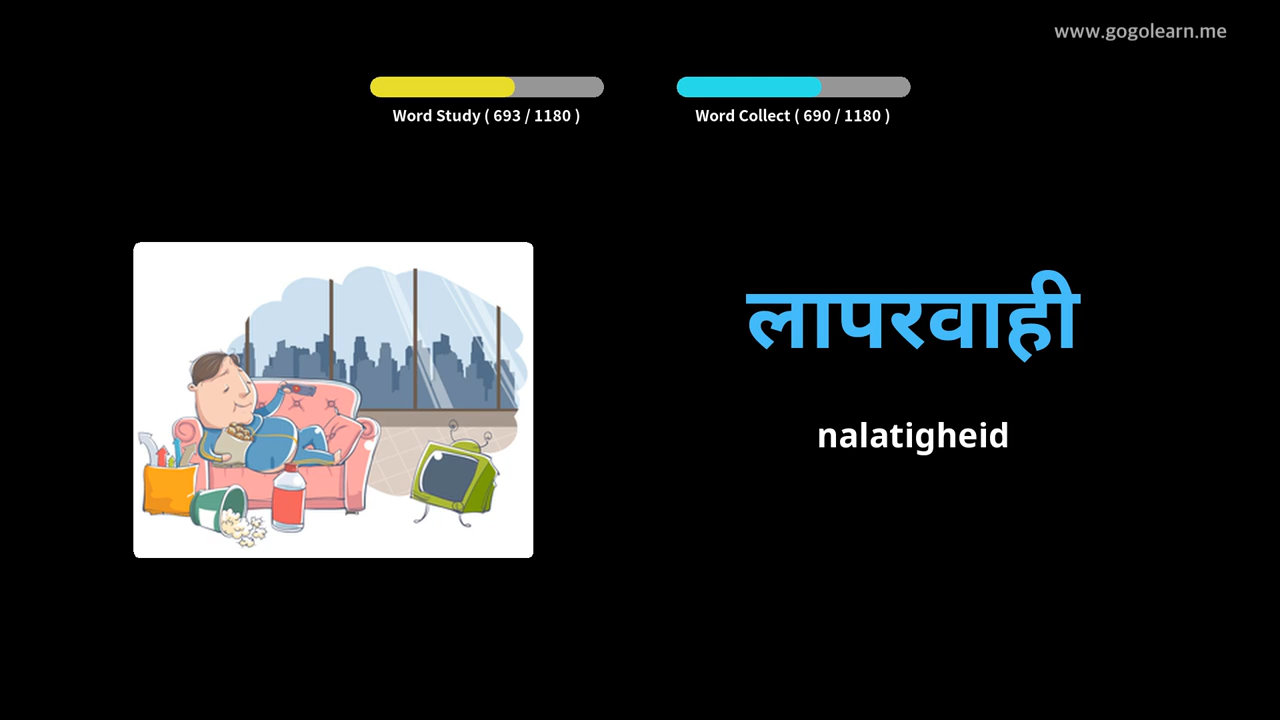 www.gogolearn.me
Word Study ( 693 / 1180 )
Word Collect ( 690 / 1180 )
लापरवाही
nalatigheid